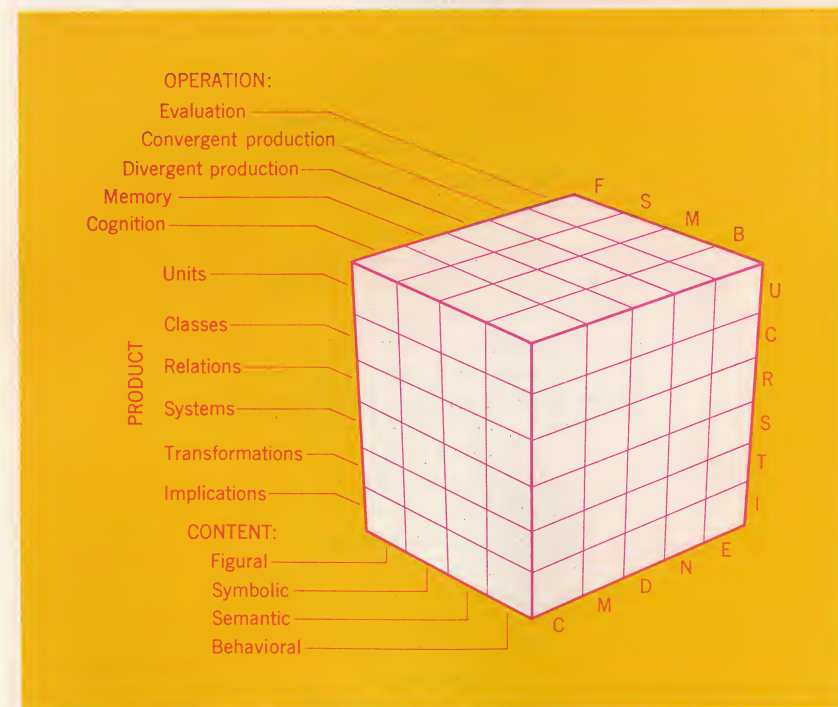 OPERATION:
Evaluation
Convergent production
Divergent production
Memory
Cognition
F
S
M
B
PRODUCT
Units
Classes
Relations
Systems
Transformations
Implications
U
C
R
S
T
I
CONTENT:
Figural
Symbolic
Semantic
Behavioral
C
M
D
N
E